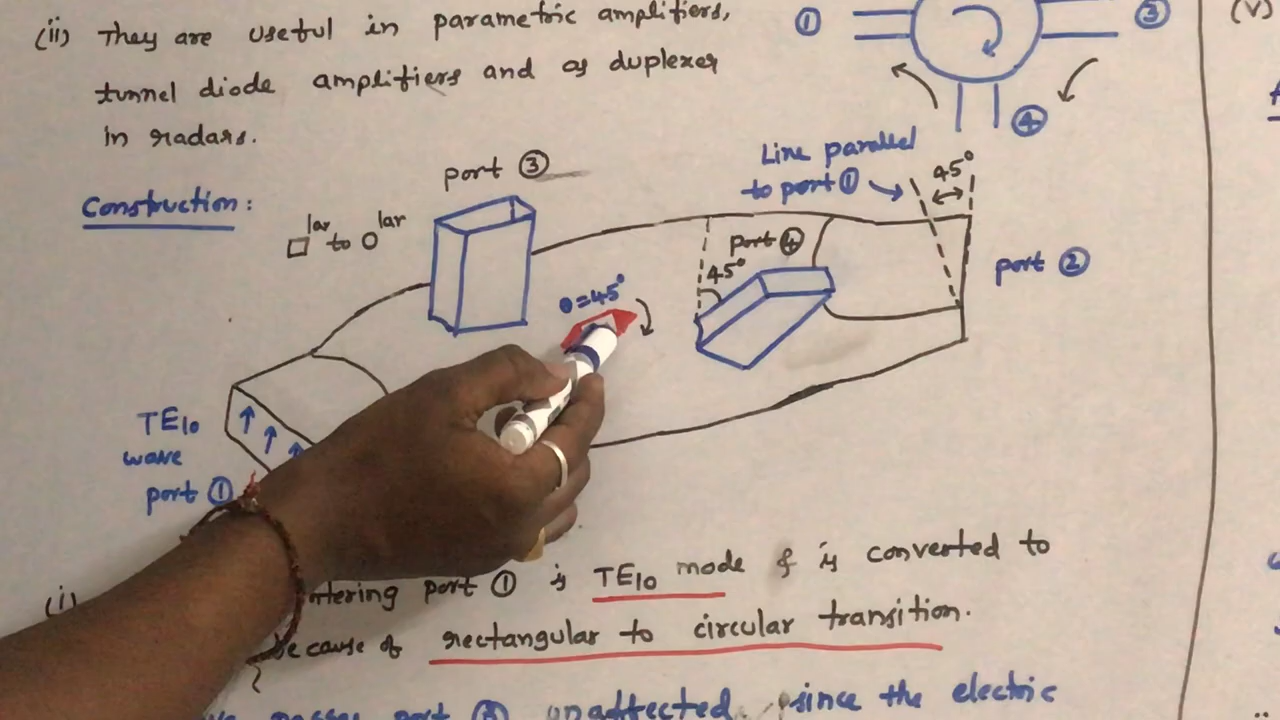 (ii) They are useful in parametric amplifiers,
tunnel diode amplifiers and as duplexer
in radars.
① ③
④
(v)
Construction:
□lar to Olar
port ③
Line parallel
to port ①
45°
port ④
45°
port ②
θ=45°
TE10
wave
port ①
(i)
port ① is TE10 mode & is converted to
because of rectangular to circular transition.
port ③ unaffected, since the electric